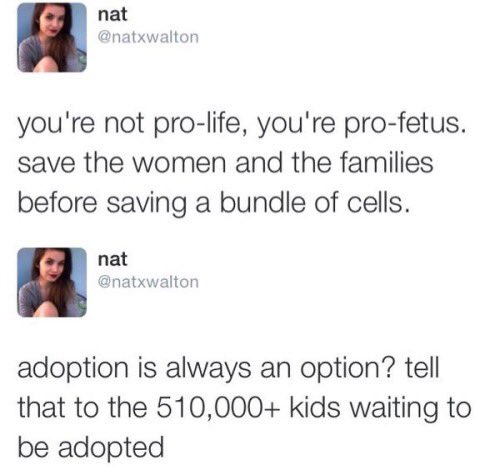 nat
@natxwalton
you're not pro-life, you're pro-fetus.
save the women and the families
before saving a bundle of cells.
nat
@natxwalton
adoption is always an option? tell
that to the 510,000+ kids waiting to
be adopted